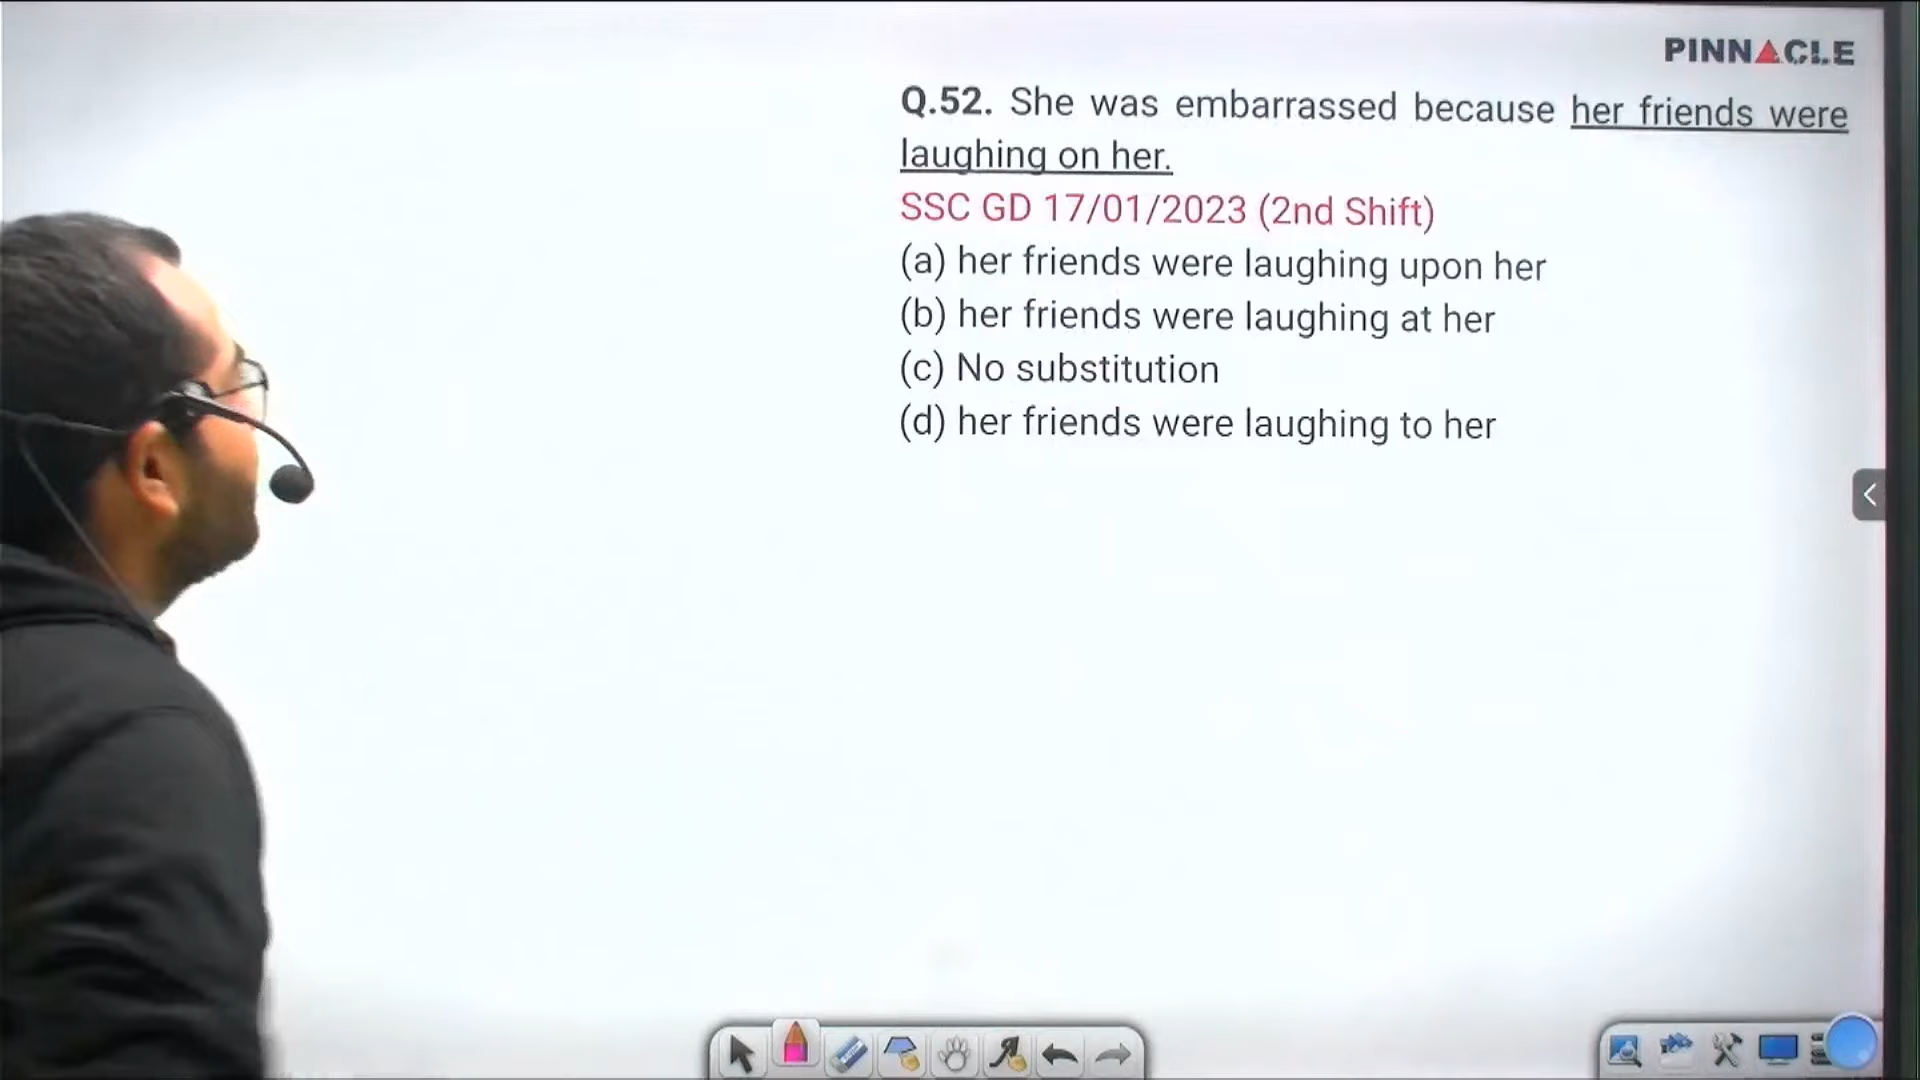 PINNACLE
Q.52. She was embarrassed because her friends were
laughing on her.
SSC GD 17/01/2023 (2nd Shift)
(a) her friends were laughing upon her
(b) her friends were laughing at her
(c) No substitution
(d) her friends were laughing to her